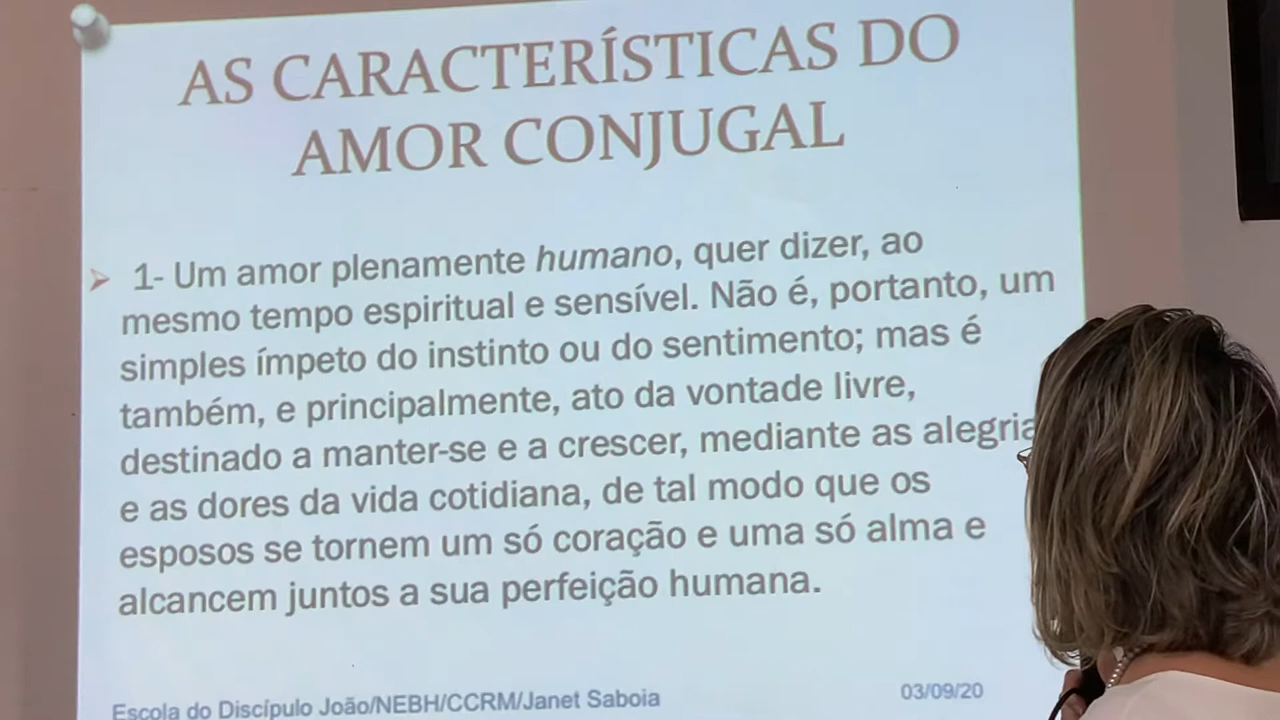 AS CARACTERÍSTICAS DO
AMOR CONJUGAL
1- Um amor plenamente humano, quer dizer, ao
mesmo tempo espiritual e sensível. Não é, portanto, um
simples ímpeto do instinto ou do sentimento; mas é
também, e principalmente, ato da vontade livre,
destinado a manter-se e a crescer, mediante as alegria
e as dores da vida cotidiana, de tal modo que os
esposos se tornem um só coração e uma só alma e
alcancem juntos a sua perfeição humana.
Escola do Discípulo João/NEBH/CCRM/Janet Saboia
03/09/20